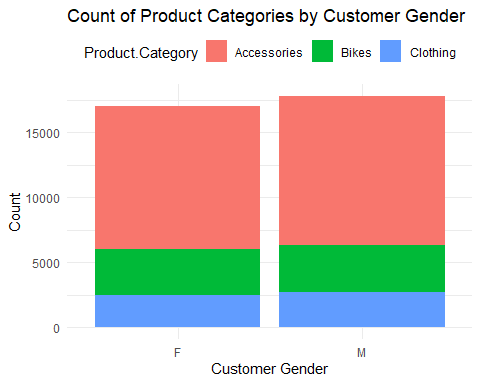 Count of Product Categories by Customer Gender
Product.Category Accessories Bikes Clothing
Count
15000
10000
5000
0
F M
Customer Gender